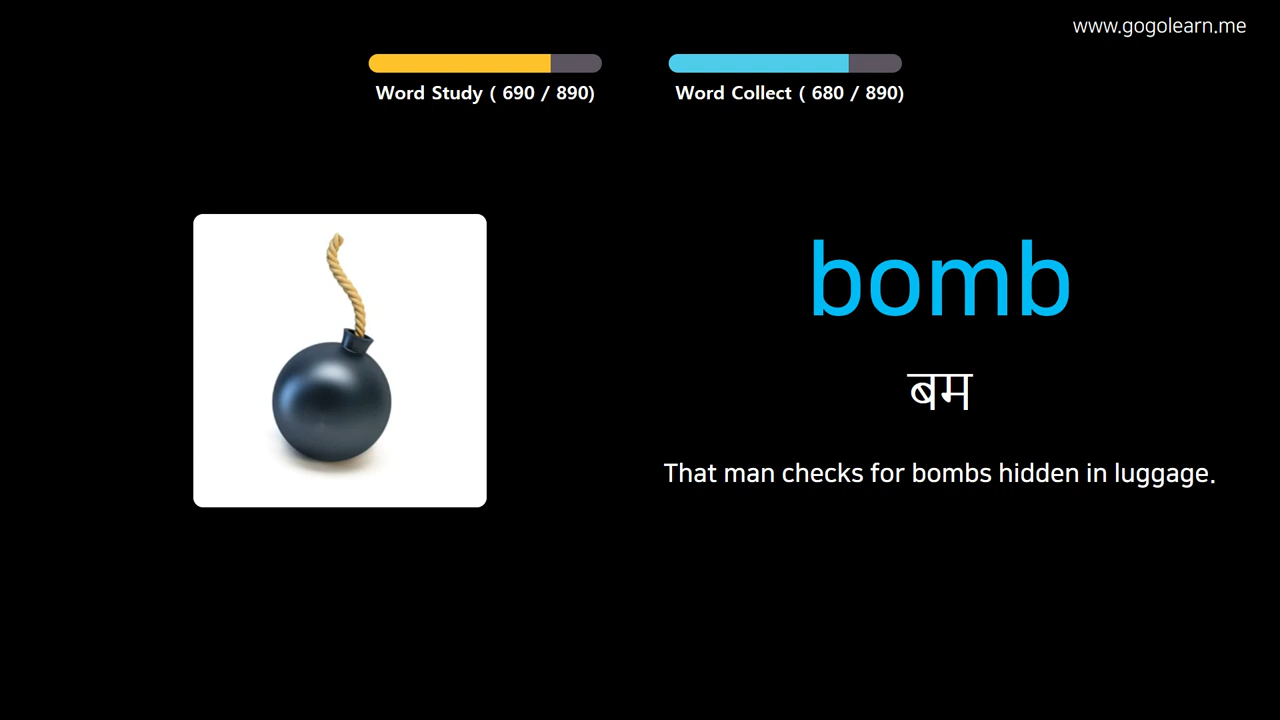 www.gogolearn.me
Word Study ( 690 / 890)
Word Collect ( 680 / 890)
bomb
बम
That man checks for bombs hidden in luggage.